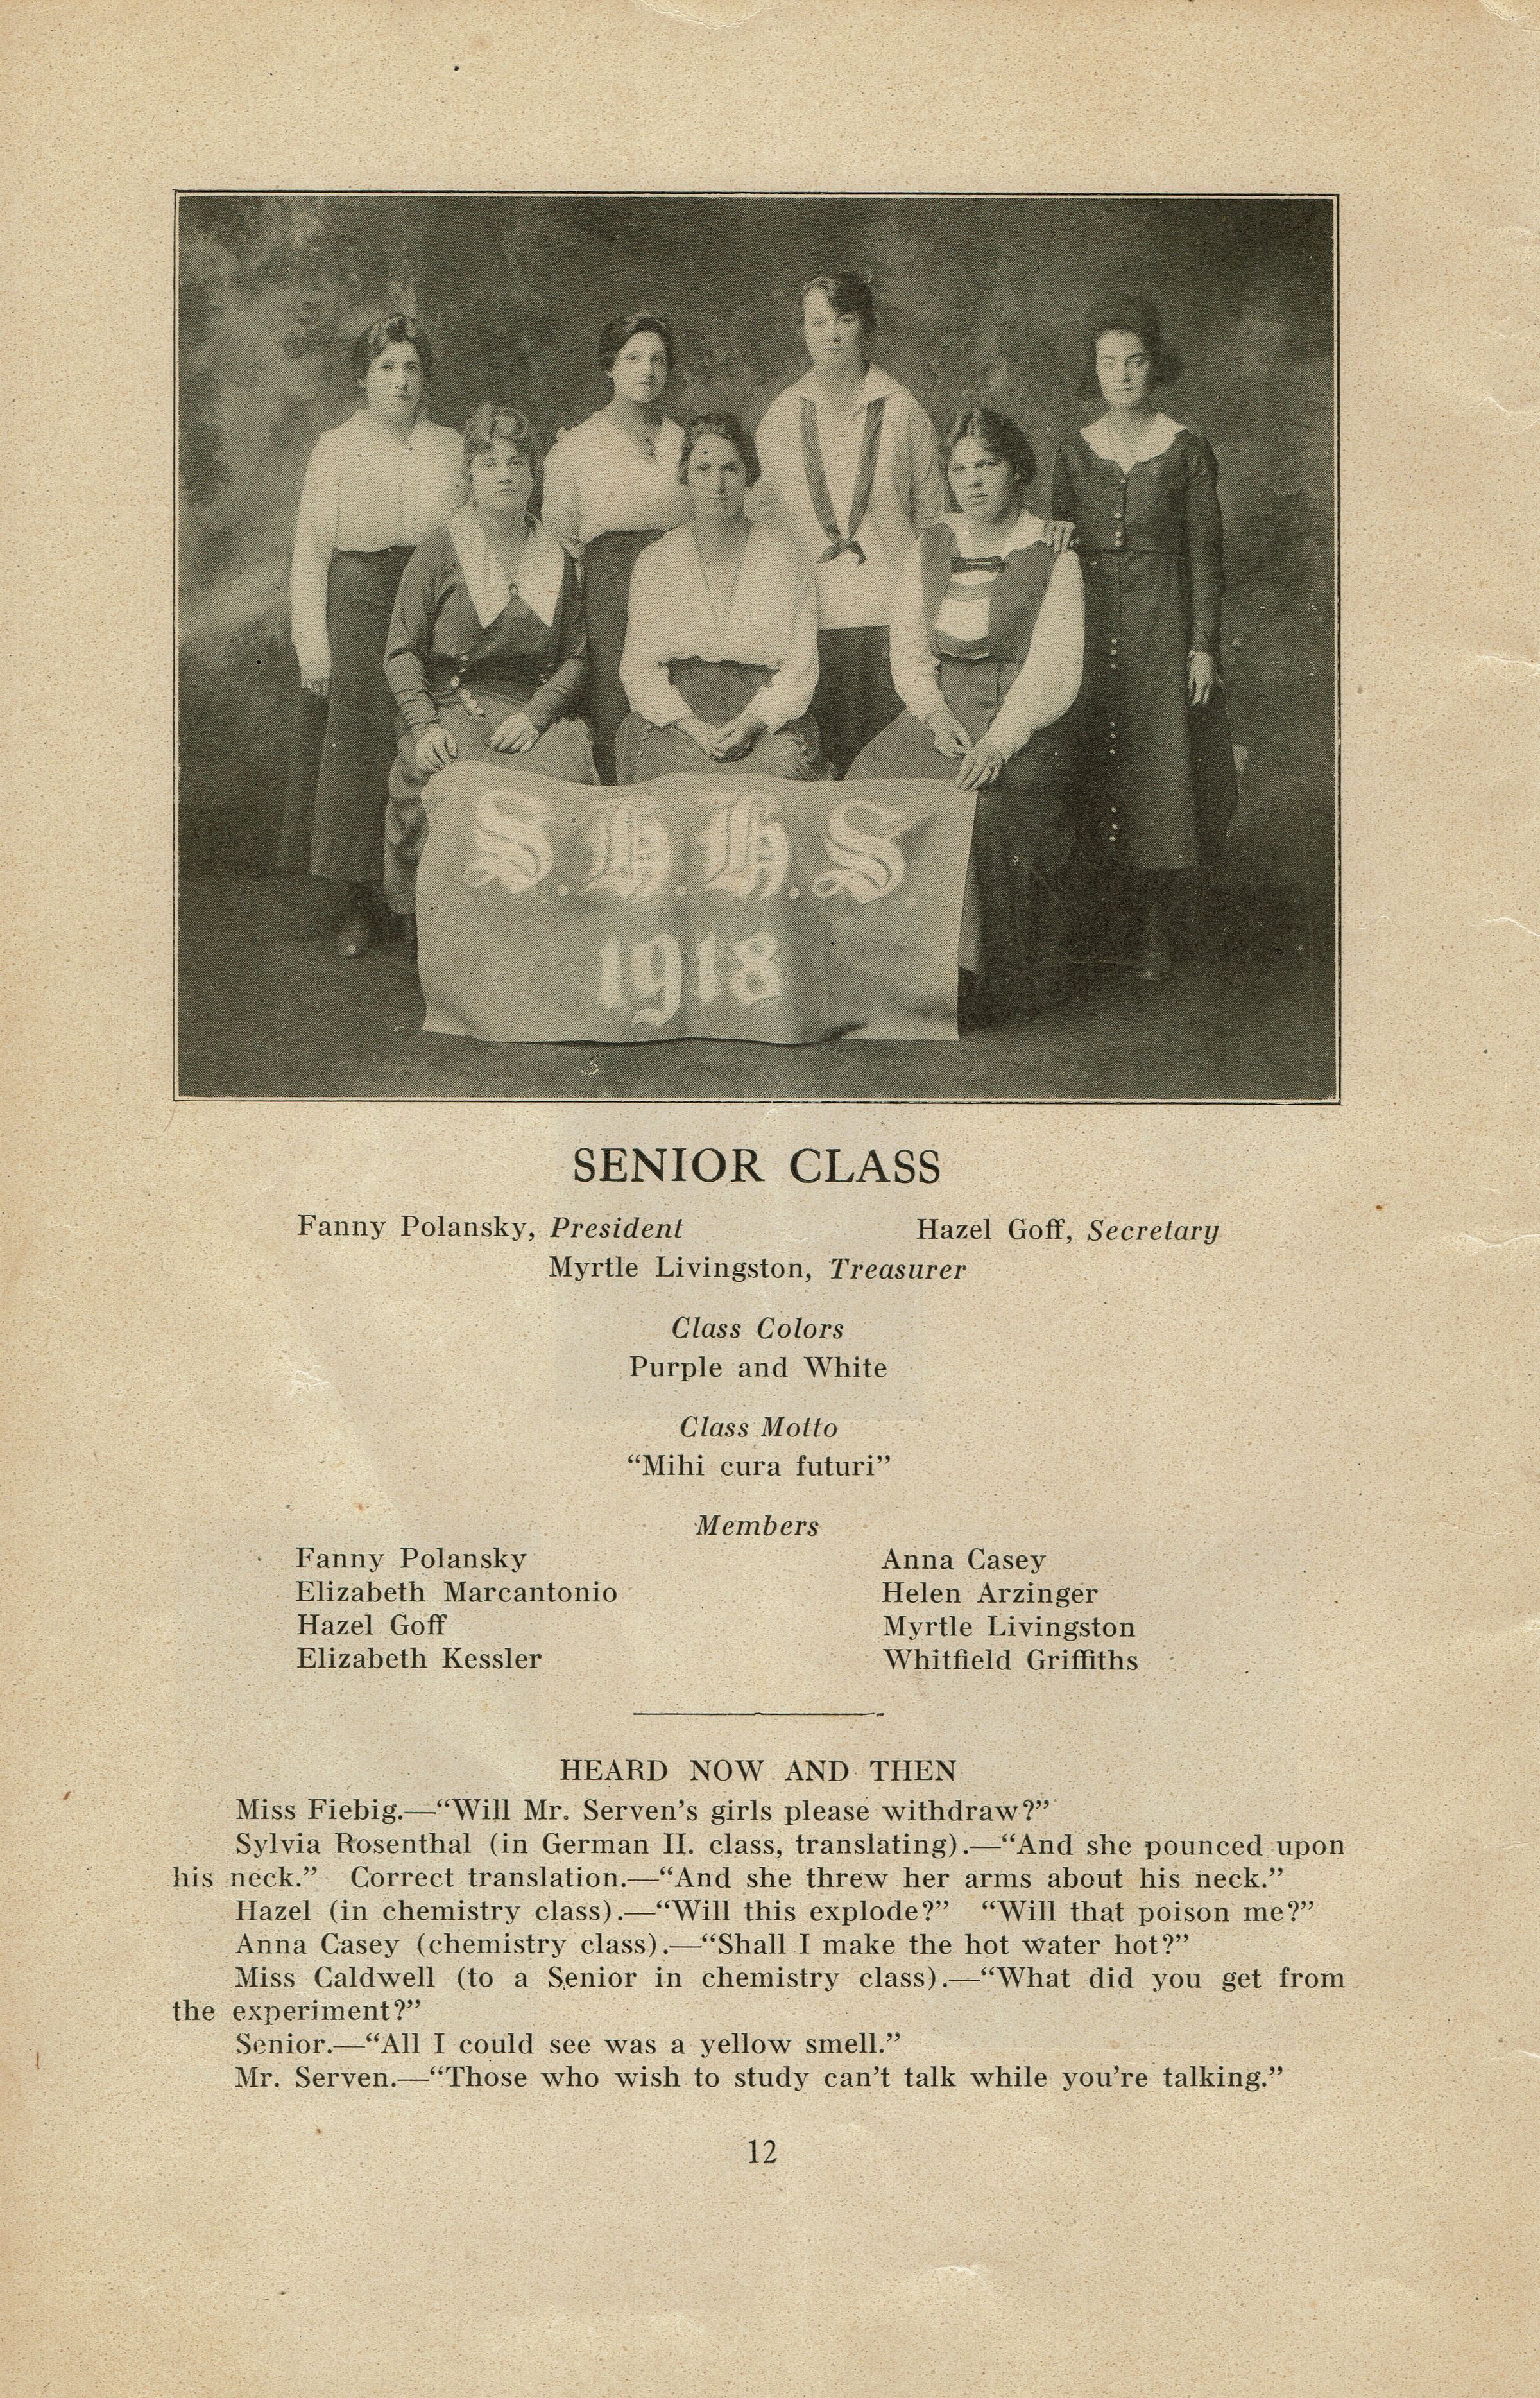 S.H.H.S
1918
SENIOR CLASS
Fanny Polansky, President Hazel Goff, Secretary
Myrtle Livingston, Treasurer
Class Colors
Purple and White
Class Motto
“Mihi cura futuri”
Members
Fanny Polansky Anna Casey
Elizabeth Marcantonio Helen Arzinger
Hazel Goff Myrtle Livingston
Elizabeth Kessler Whitfield Griffiths
HEARD NOW AND THEN
Miss Fiebig.—“Will Mr. Serven’s girls please withdraw?”
Sylvia Rosenthal (in German II. class, translating).—“And she pounced upon
his neck.” Correct translation.—“And she threw her arms about his neck.”
Hazel (in chemistry class).—“Will this explode?” “Will that poison me?”
Anna Casey (chemistry class).—“Shall I make the hot water hot?”
Miss Caldwell (to a Senior in chemistry class).—“What did you get from
the experiment?”
Senior.—“All I could see was a yellow smell.”
Mr. Serven.—“Those who wish to study can’t talk while you’re talking.”
12